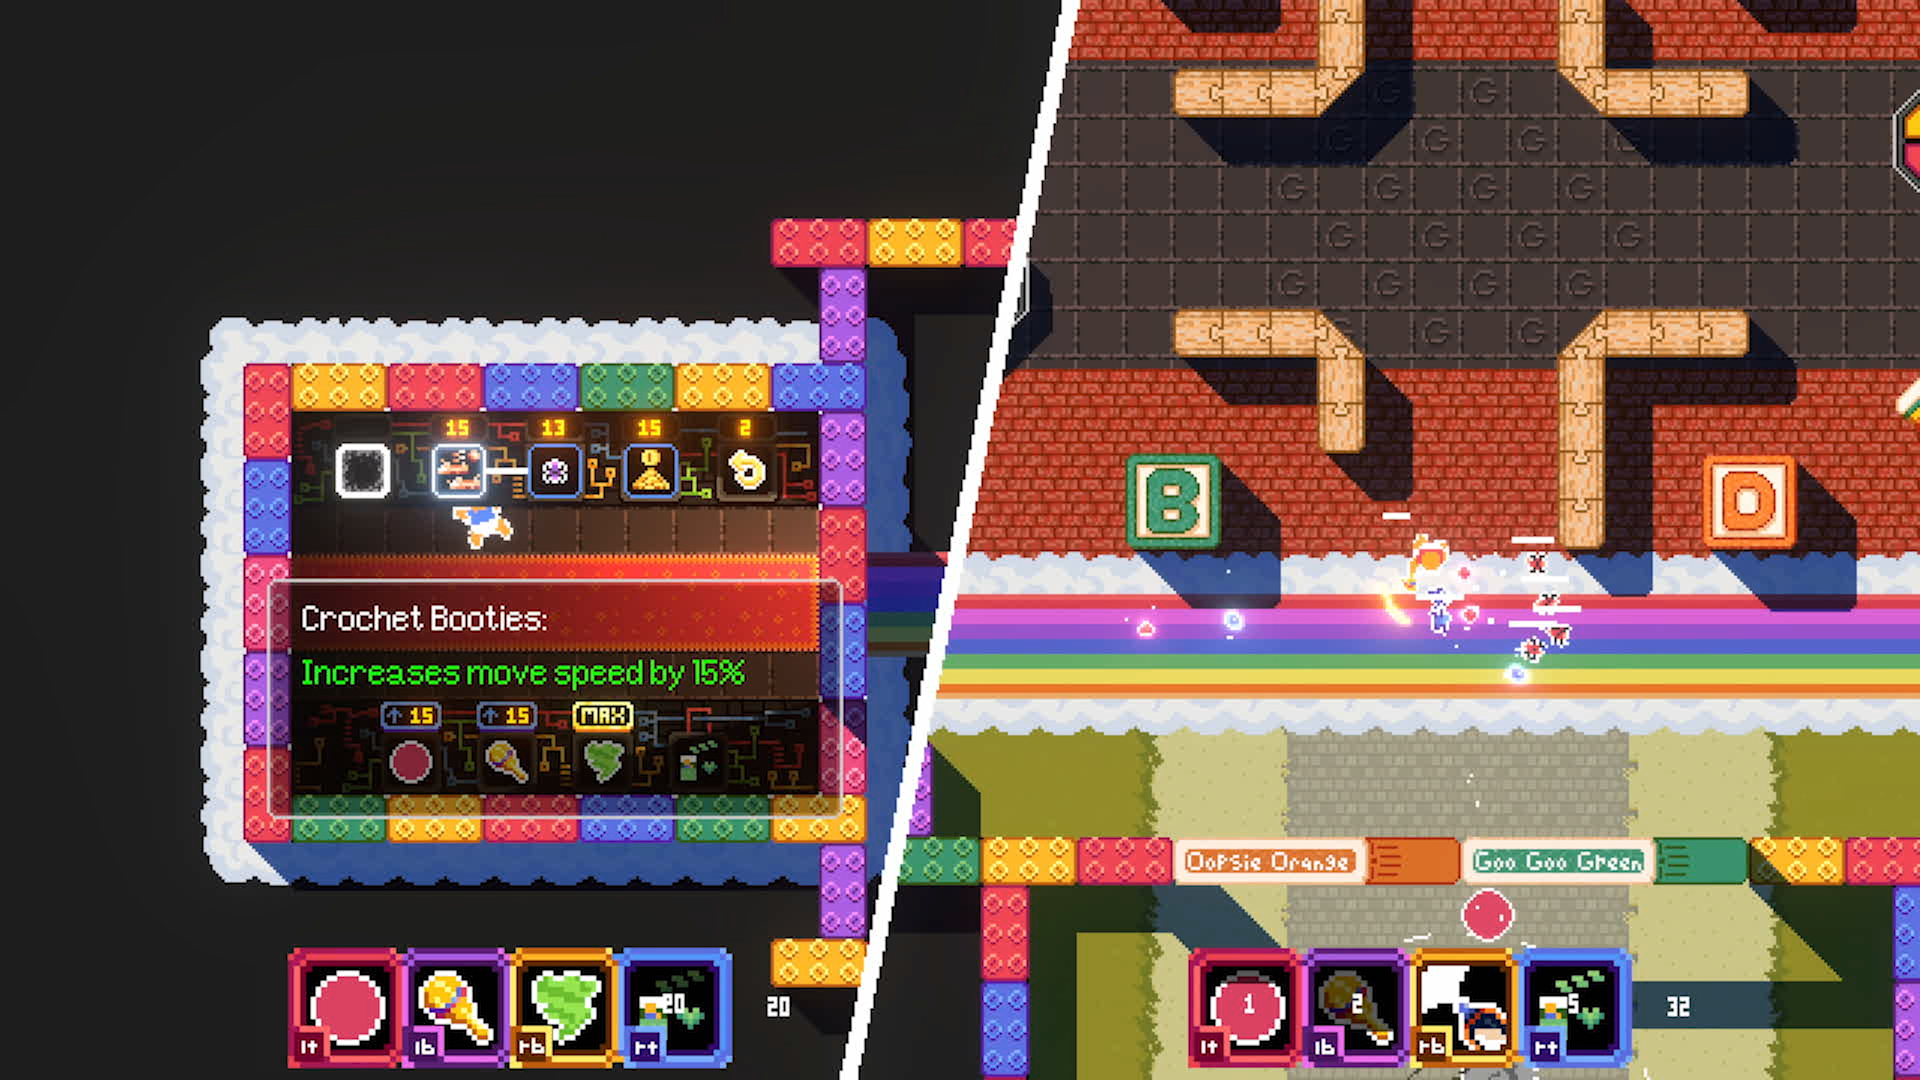 15 13 15 2
Crochet Booties:
Increases move speed by 15%
↑15 ↑15 MAX
lt lb rb 20 rt
20
B
D
Oopsie Orange
Goo Goo Green
1 lt 2 lb rb 5 rt
32
G G
G G G
G G G G
G G G G
G G G G
G G